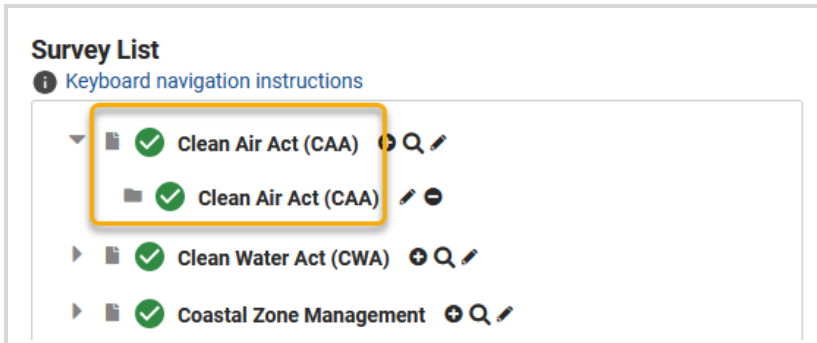 Survey List
Keyboard navigation instructions
Clean Air Act (CAA)
Clean Air Act (CAA)
Clean Water Act (CWA)
Coastal Zone Management